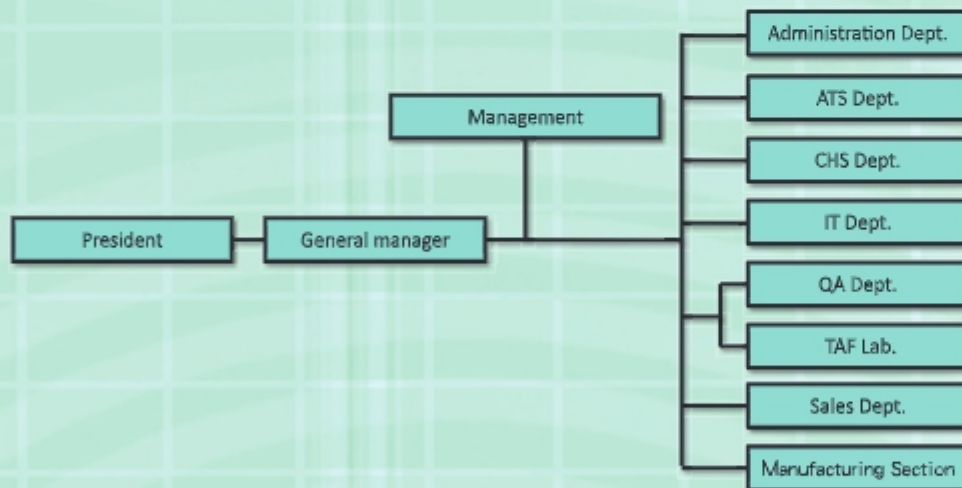 President
General manager
Management
Administration Dept.
ATS Dept.
CHS Dept.
IT Dept.
QA Dept.
TAF Lab.
Sales Dept.
Manufacturing Section